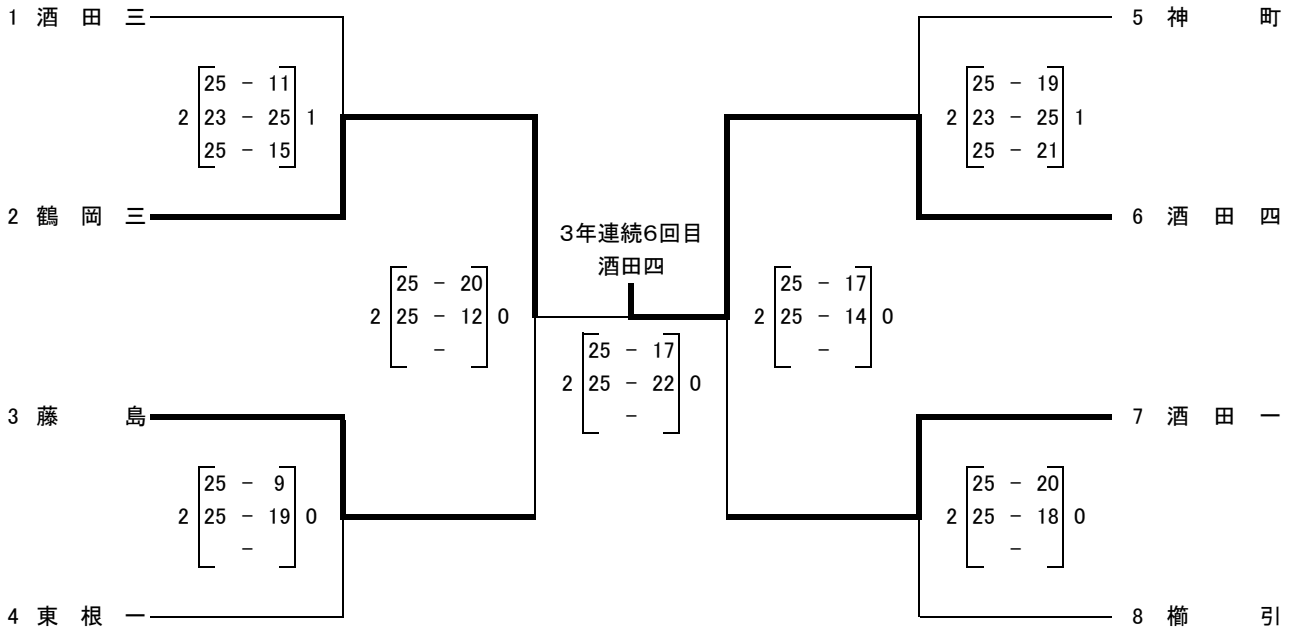 1 酒田三
25 - 11
2 23 - 25 1
25 - 15
2 鶴岡三
25 - 20
2 25 - 12 0
-
3 藤島
25 - 9
2 25 - 19 0
-
4 東根一
3年連続6回目
酒田四
25 - 17
2 25 - 22 0
-
5 神町
25 - 19
2 23 - 25 1
25 - 21
6 酒田四
25 - 17
2 25 - 14 0
-
7 酒田一
25 - 20
2 25 - 18 0
-
8 櫛引